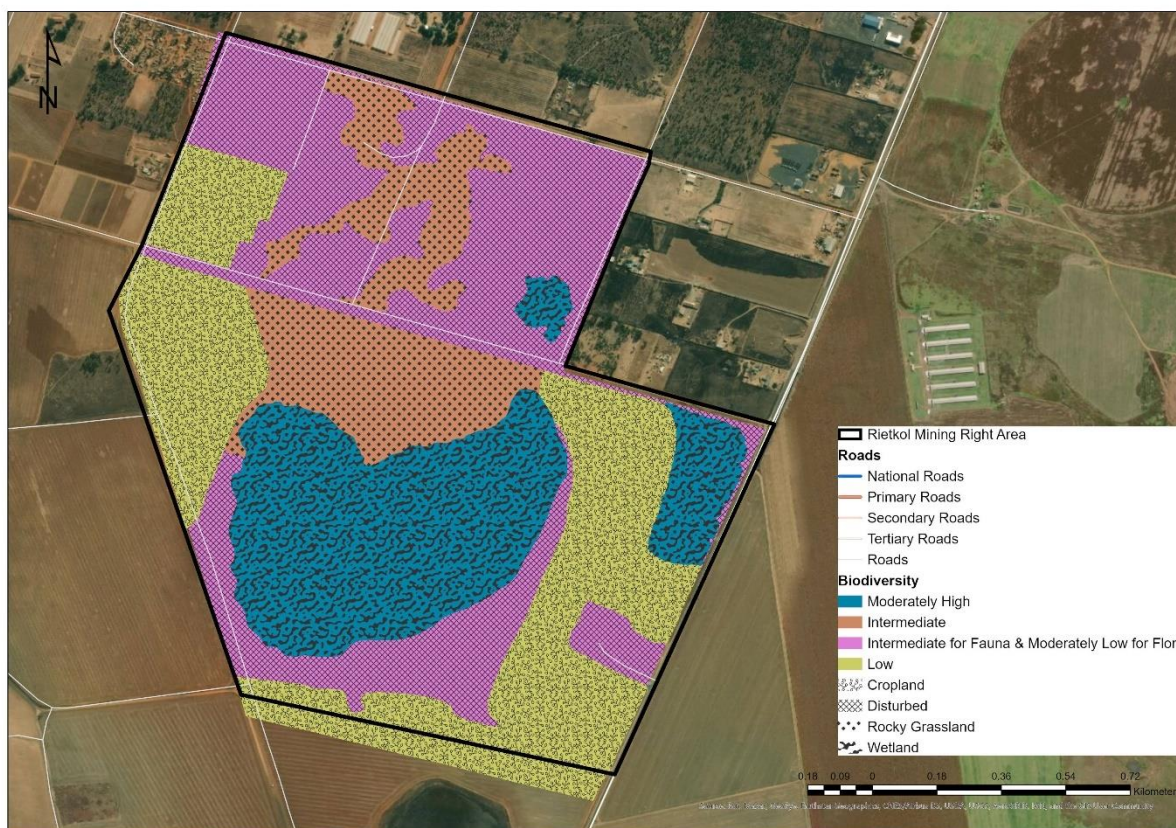 N
Rietkol Mining Right Area
Roads
National Roads
Primary Roads
Secondary Roads
Tertiary Roads
Roads
Biodiversity
Moderately High
Intermediate
Intermediate for Fauna & Moderately Low for Flor
Low
Cropland
Disturbed
Rocky Grassland
Wetland
0.18 0.09 0 0.18 0.36 0.54 0.72
Kilometer